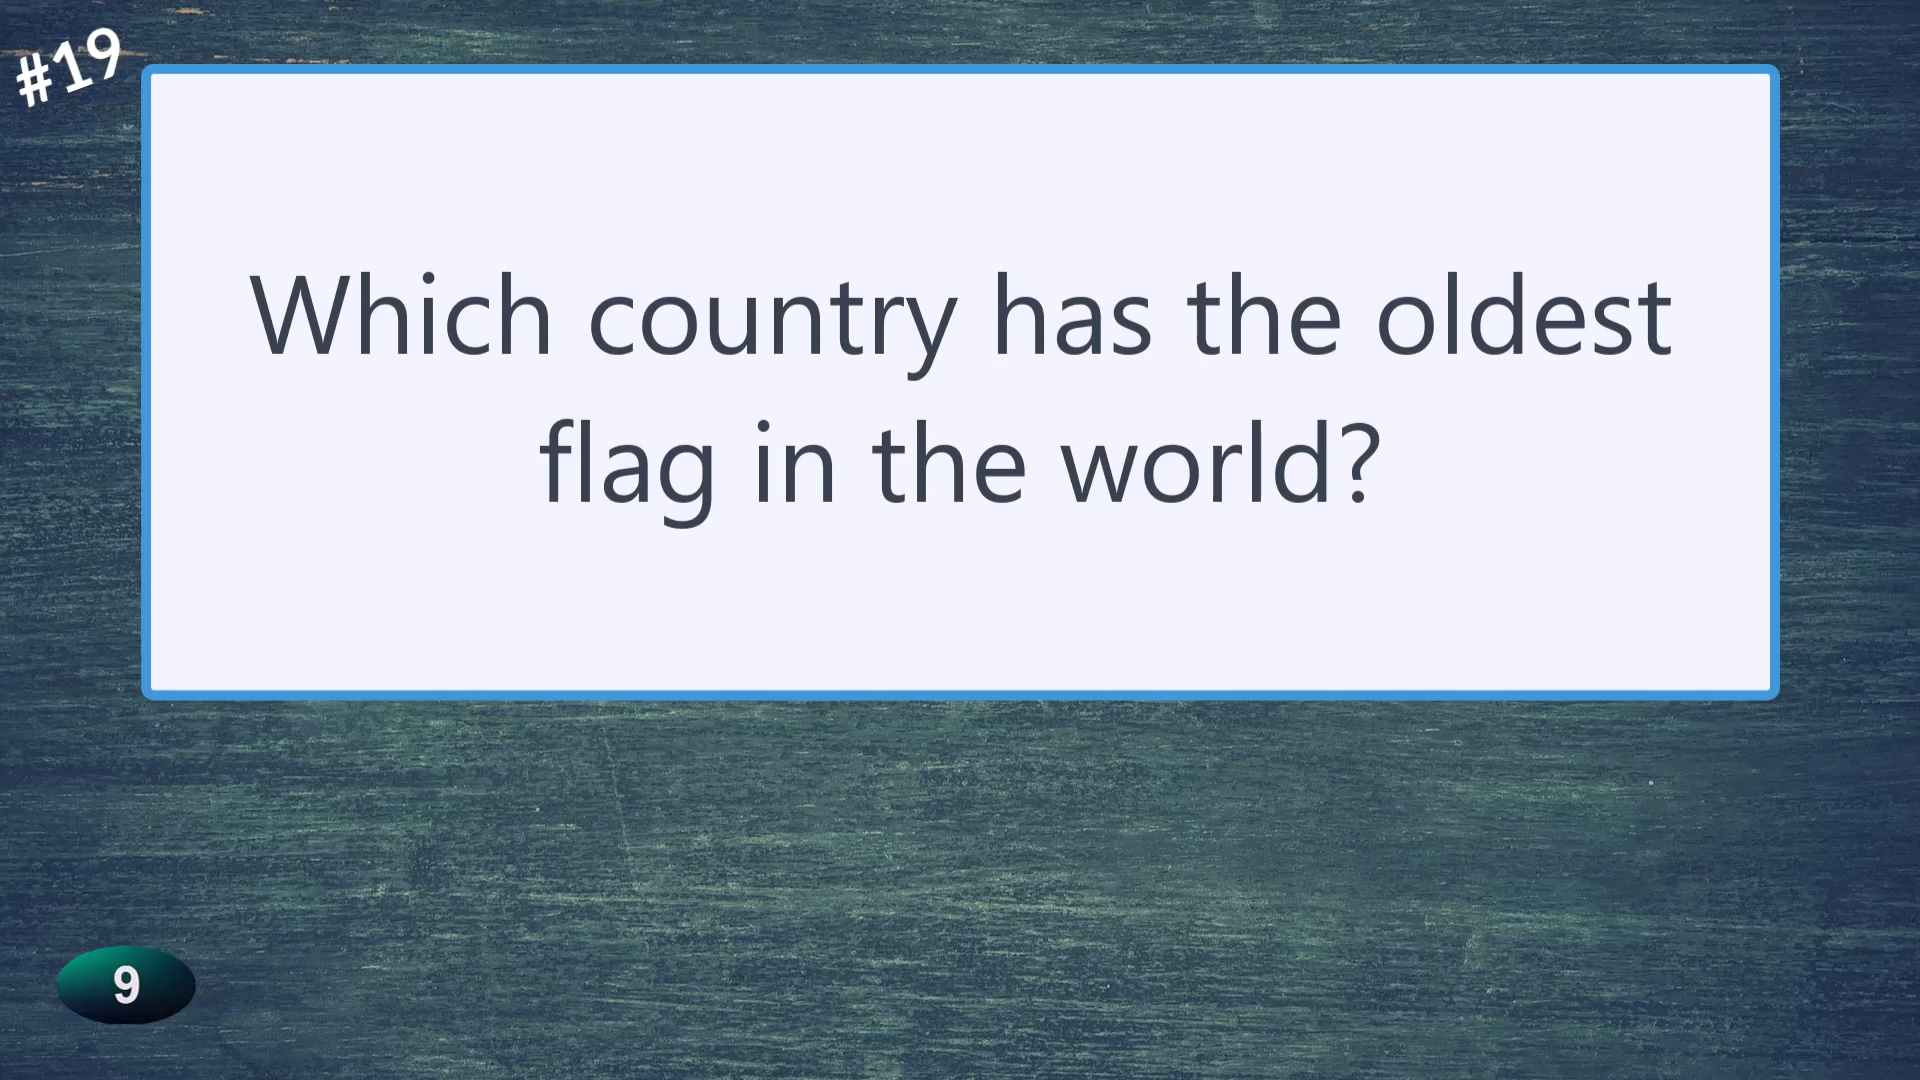 #19
Which country has the oldest
flag in the world?
9